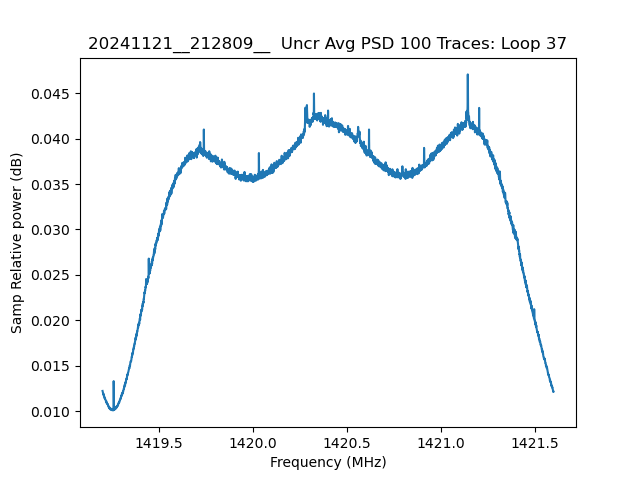 20241121__212809__  Uncr Avg PSD 100 Traces: Loop 37
Samp Relative power (dB)
0.045
0.040
0.035
0.030
0.025
0.020
0.015
0.010
1419.5 1420.0 1420.5 1421.0 1421.5
Frequency (MHz)